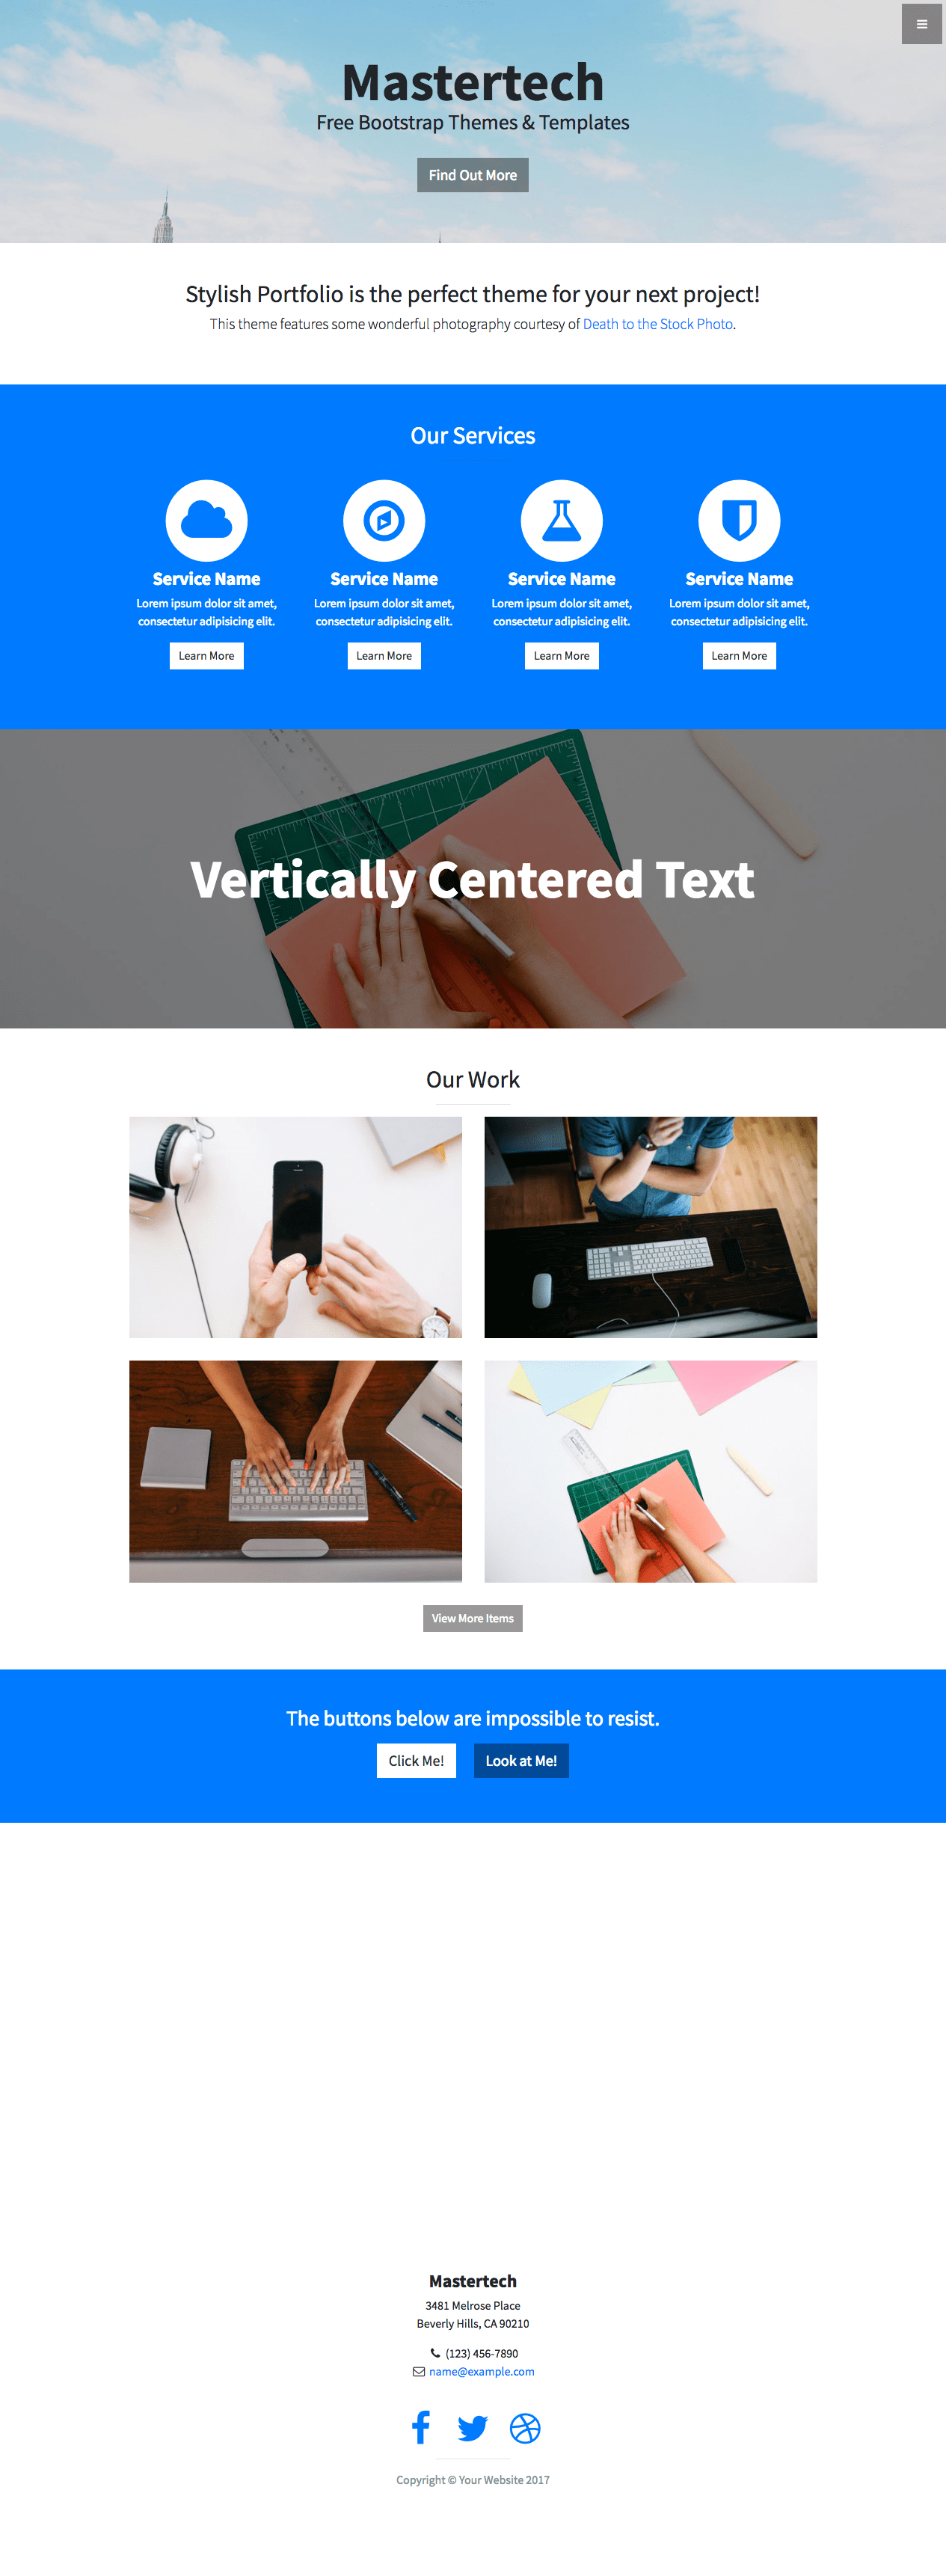 Mastertech
Free Bootstrap Themes & Templates
Find Out More
Stylish Portfolio is the perfect theme for your next project!
This theme features some wonderful photography courtesy of Death to the Stock Photo.
Our Services
Service Name
Lorem ipsum dolor sit amet,
consectetur adipisicing elit.
Learn More
Service Name
Lorem ipsum dolor sit amet,
consectetur adipisicing elit.
Learn More
Service Name
Lorem ipsum dolor sit amet,
consectetur adipisicing elit.
Learn More
Service Name
Lorem ipsum dolor sit amet,
consectetur adipisicing elit.
Learn More
Vertically Centered Text
Our Work
View More Items
The buttons below are impossible to resist.
Click Me!
Look at Me!
Mastertech
3481 Melrose Place
Beverly Hills, CA 90210
(123) 456-7890
name@example.com
Copyright © Your Website 2017